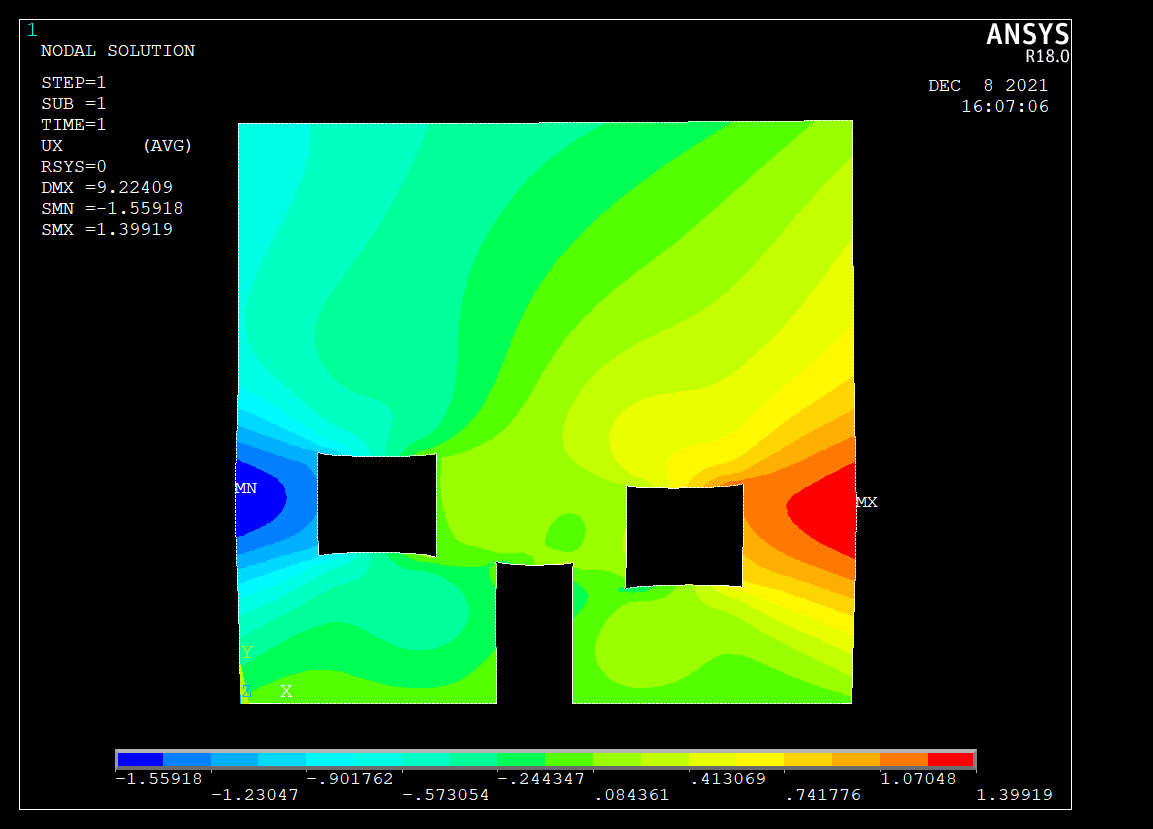 1
NODAL SOLUTION
STEP=1
SUB =1
TIME=1
UX (AVG)
RSYS=0
DMX =9.22409
SMN =-1.55918
SMX =1.39919
ANSYS
R18.0
DEC 8 2021
16:07:06
MN
MX
Y
Z X
-1.55918 -.901762 -.244347 .413069 1.07048
-1.23047 -.573054 .084361 .741776 1.39919